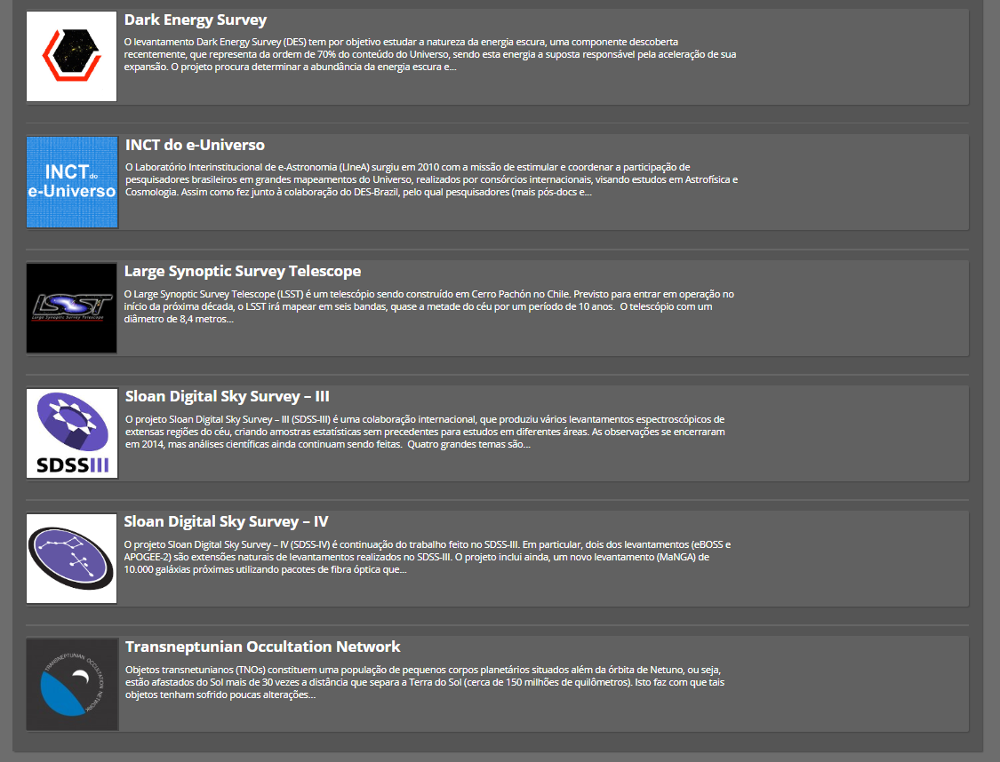 Dark Energy Survey
O levantamento Dark Energy Survey (DES) tem por objetivo estudar a natureza da energia escura, uma componente descoberta
recentemente, que representa da ordem de 70% do conteúdo do Universo, sendo esta energia a suposta responsável pela aceleração de sua
expansão. O projeto procura determinar a abundância da energia escura e...
INCT do
e-Universo
INCT do e-Universo
O Laboratório Interinstitucional de e-Astronomia (LIneA) surgiu em 2010 com a missão de estimular e coordenar a participação de
pesquisadores brasileiros em grandes mapeamentos do Universo, realizados por consórcios internacionais, visando estudos em Astrofísica e
Cosmologia. Assim como fez junto à colaboração do DES-Brazil, pelo qual pesquisadores (mais pós-docs e...
LSST
Large Synoptic Survey Telescope
Large Synoptic Survey Telescope
O Large Synoptic Survey Telescope (LSST) é um telescópio sendo construído em Cerro Pachón no Chile. Previsto para entrar em operação no
início da próxima década, o LSST irá mapear em seis bandas, quase a metade do céu por um período de 10 anos.  O telescópio com um
diâmetro de 8,4 metros...
SDSSIII
Sloan Digital Sky Survey – III
O projeto Sloan Digital Sky Survey – III (SDSS-III) é uma colaboração internacional, que produziu vários levantamentos espectroscópicos de
extensas regiões do céu, criando amostras estatísticas sem precedentes para estudos em diferentes áreas. As observações se encerraram
em 2014, mas análises científicas ainda continuam sendo feitas.  Quatro grandes temas são...
Sloan Digital Sky Survey – IV
O projeto Sloan Digital Sky Survey – IV (SDSS-IV) é continuação do trabalho feito no SDSS-III. Em particular, dois dos levantamentos (eBOSS e
APOGEE-2) são extensões naturais de levantamentos realizados no SDSS-III. O projeto inclui ainda, um novo levantamento (MaNGA) de
10.000 galáxias próximas utilizando pacotes de fibra óptica que...
TRANSNEPTUNIAN OCCULTATION NETWORK
Transneptunian Occultation Network
Objetos transnetunianos (TNOs) constituem uma população de pequenos corpos planetários situados além da órbita de Netuno, ou seja,
estão afastados do Sol mais de 30 vezes a distância que separa a Terra do Sol (cerca de 150 milhões de quilômetros). Isto faz com que tais
objetos tenham sofrido poucas alterações...